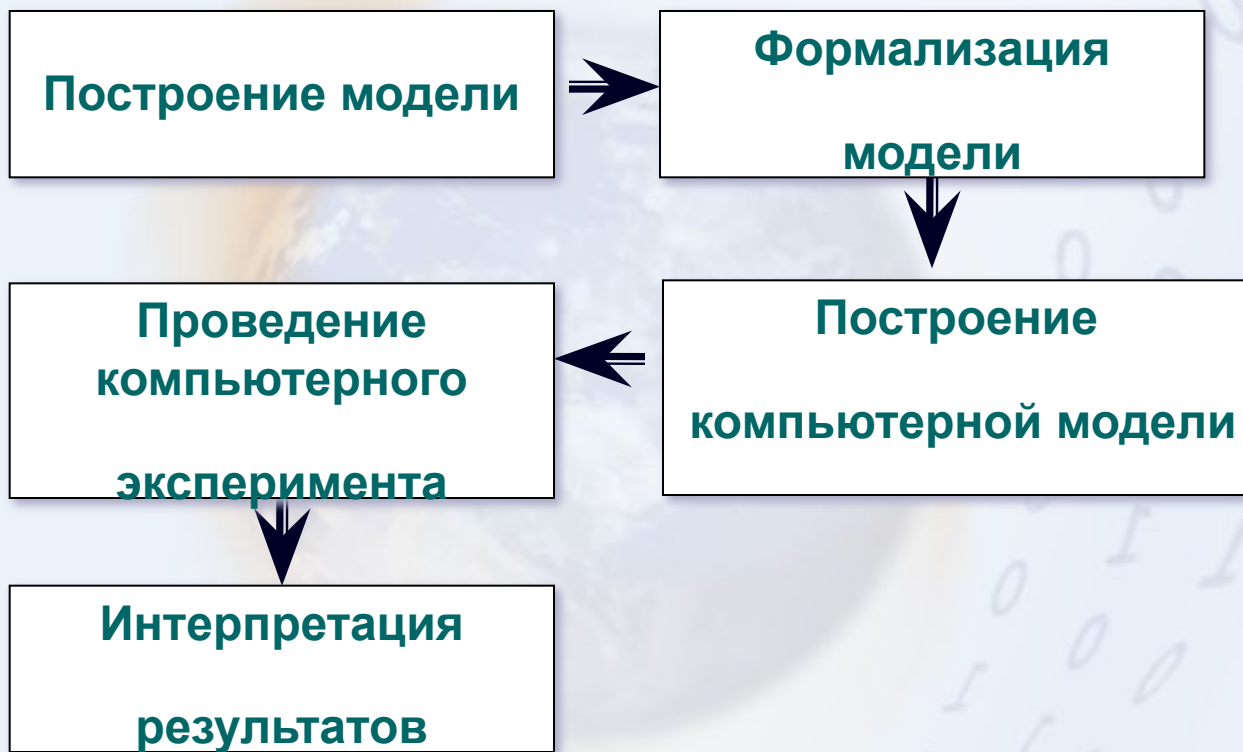 Построение модели
Формализация
модели
Построение
компьютерной модели
Проведение
компьютерного
эксперимента
Интерпретация
результатов